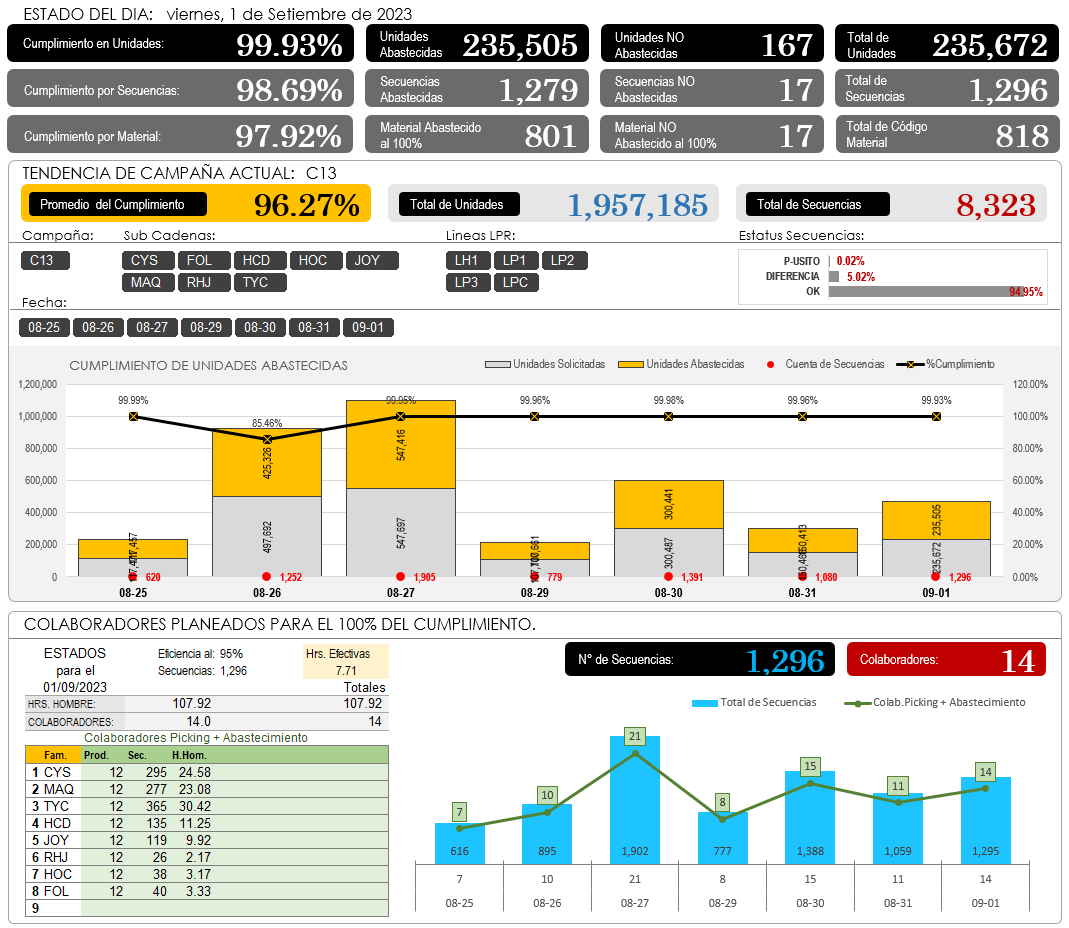 ESTADO DEL DIA: viernes, 1 de Setiembre de 2023
Cumplimiento en Unidades: 99.93%
Unidades Abastecidas 235,505
Unidades NO Abastecidas 167
Total de Unidades 235,672
Cumplimiento por Secuencias: 98.69%
Secuencias Abastecidas 1,279
Secuencias NO Abastecidas 17
Total de Secuencias 1,296
Cumplimiento por Material: 97.92%
Material Abastecido al 100% 801
Material NO Abastecido al 100% 17
Total de Código Material 818
TENDENCIA DE CAMPAÑA ACTUAL: C13
Promedio del Cumplimiento 96.27%
Total de Unidades 1,957,185
Total de Secuencias 8,323
Campaña:
C13
Sub Cadenas:
CYS FOL HCD HOC JOY
MAQ RHJ TYC
Lineas LPR:
LH1 LP1 LP2
LP3 LPC
Estatus Secuencias:
P-USITO 0.02%
DIFERENCIA 5.02%
OK 94.95%
Fecha:
08-25 08-26 08-27 08-29 08-30 08-31 09-01
CUMPLIMIENTO DE UNIDADES ABASTECIDAS
Unidades Solicitadas Unidades Abastecidas Cuenta de Secuencias %Cumplimiento
1,200,000 120.00%
1,000,000 100.00%
800,000 80.00%
600,000 60.00%
400,000 40.00%
200,000 20.00%
0 0.00%
99.99% 85.46% 99.95% 99.96% 99.98% 99.96% 99.93%
425,326 547,416 300,441 235,505
497,692 547,697 300,487 235,672
620 1,252 1,905 779 1,391 1,080 1,296
08-25 08-26 08-27 08-29 08-30 08-31 09-01
COLABORADORES PLANEADOS PARA EL 100% DEL CUMPLIMIENTO.
ESTADOS
para el
01/09/2023
Eficiencia al: 95%
Secuencias: 1,296
Hrs. Efectivas
7.71
Totales
HRS. HOMBRE: 107.92 107.92
COLABORADORES: 14.0 14
Colaboradores Picking + Abastecimiento
Fam. Prod. Sec. H.Hom.
1 CYS 12 295 24.58
2 MAQ 12 277 23.08
3 TYC 12 365 30.42
4 HCD 12 135 11.25
5 JOY 12 119 9.92
6 RHJ 12 26 2.17
7 HOC 12 38 3.17
8 FOL 12 40 3.33
9
N° de Secuencias: 1,296
Colaboradores: 14
Total de Secuencias Colab.Picking + Abastecimiento
7 10 21 8 15 11 14
616 895 1,902 777 1,388 1,059 1,295
7 10 21 8 15 11 14
08-25 08-26 08-27 08-29 08-30 08-31 09-01